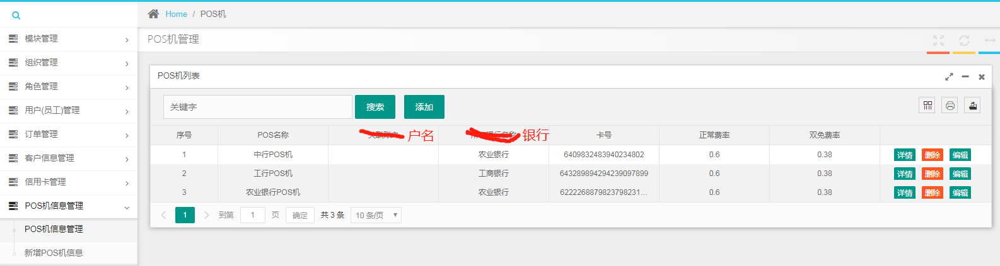 Home / POS机
模块管理
组织管理
角色管理
用户(员工)管理
订单管理
客户信息管理
信用卡管理
POS机信息管理
POS机信息管理
新增POS机信息
POS机管理
POS机列表
关键字 搜索 添加
序号 POS名称 户名 银行 卡号 正常费率 双免费率
1 中行POS机 农业银行 6409832483940234802 0.6 0.38 详情 删除 编辑
2 工行POS机 工商银行 643289894294239097899 0.6 0.38 详情 删除 编辑
3 农业银行POS机 农业银行 6222268879823798231... 0.6 0.38 详情 删除 编辑
1 到第 1 页 确定 共 3 条 10 条/页